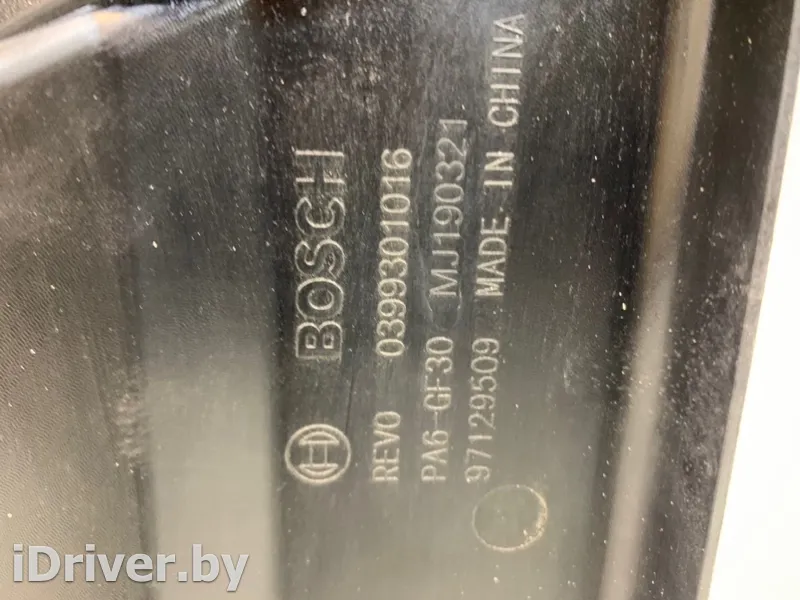 BOSCH
REVO 0399301016
PA6-GF30 MJ190321
97129509 MADE IN CHINA
iDriver.by